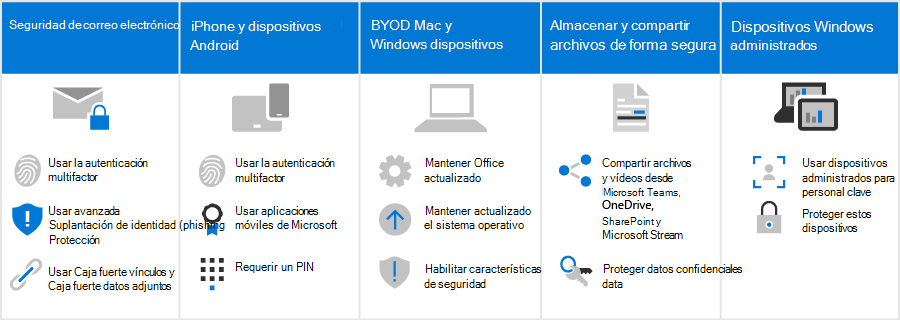 Seguridad de correo electrónico
iPhone y dispositivos
Android
BYOD Mac y
Windows dispositivos
Almacenar y compartir
archivos de forma segura
Dispositivos Windows
administrados
Usar la autenticación
multifactor
Usar avanzada
Suplantación de identidad (phishing
Protección
Usar Caja fuerte vínculos y
Caja fuerte datos adjuntos
Usar la autenticación
multifactor
Usar aplicaciones
móviles de Microsoft
Requerir un PIN
Mantener Office
actualizado
Mantener actualizado
el sistema operativo
Habilitar características
de seguridad
Compartir archivos
y vídeos desde
Microsoft Teams,
OneDrive,
SharePoint y
Microsoft Stream
Proteger datos confidenciales
data
Usar dispositivos
administrados para
personal clave
Proteger estos
dispositivos